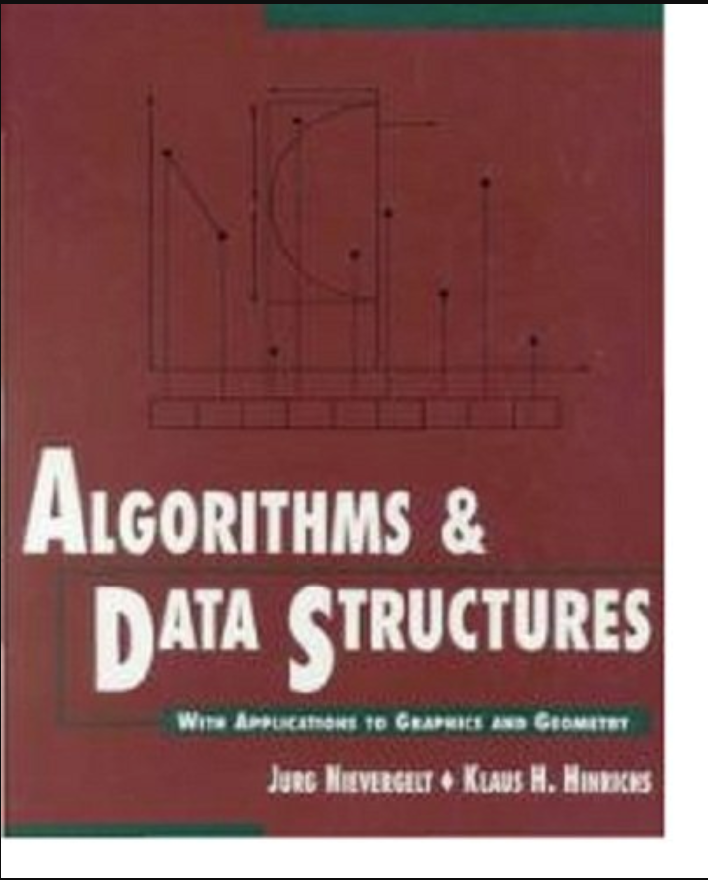 ALGORITHMS &
DATA STRUCTURES
WITH APPLICATIONS TO GRAPHICS AND GEOMETRY
JURG NIEVERGELT ♦ KLAUS H. HINRICHS